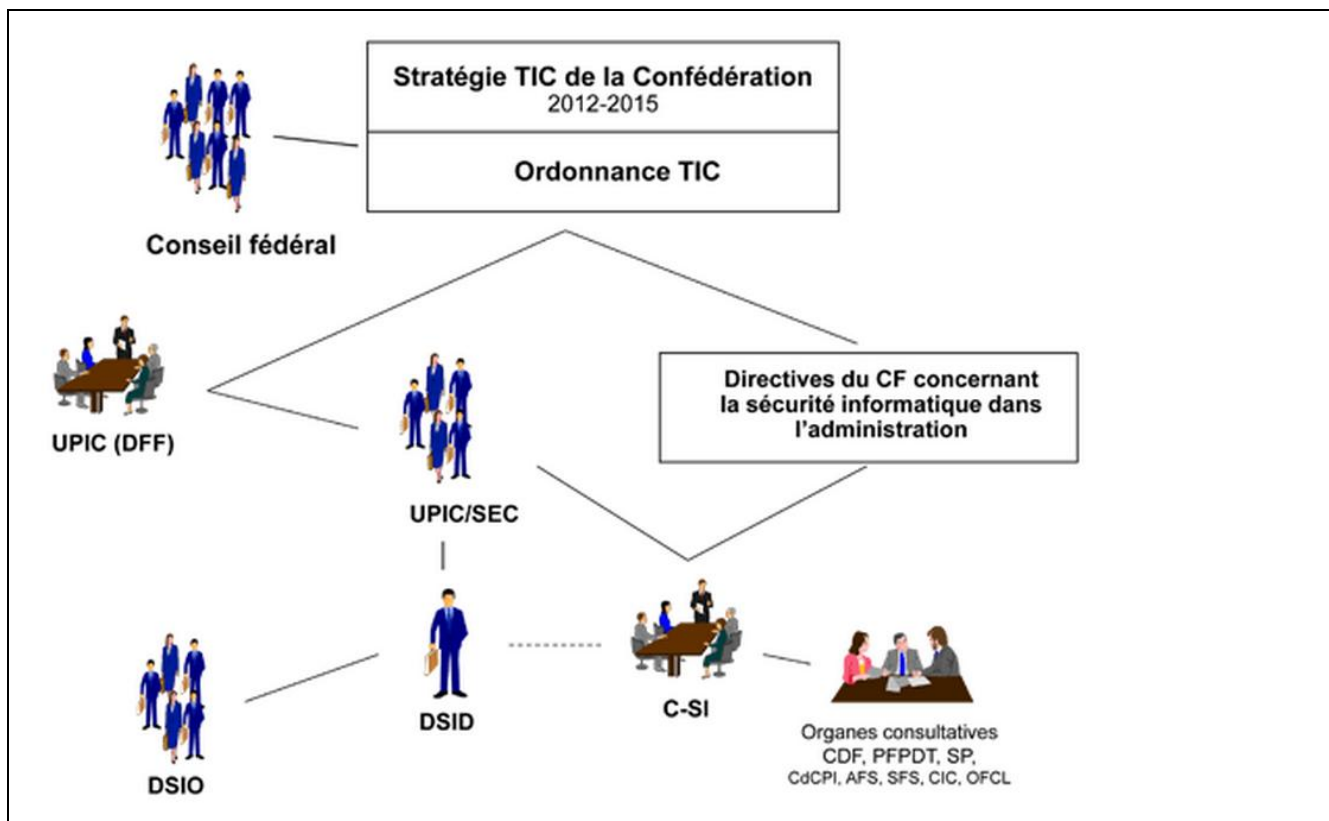 Stratégie TIC de la Confédération
2012-2015
Ordonnance TIC
Conseil fédéral
UPIC (DFF)
Directives du CF concernant
la sécurité informatique dans
l'administration
UPIC/SEC
DSID
C-SI
DSIO
Organes consultatives
CDF, PFPDT, SP,
CdCPI, AFS, SFS, CIC, OFCL